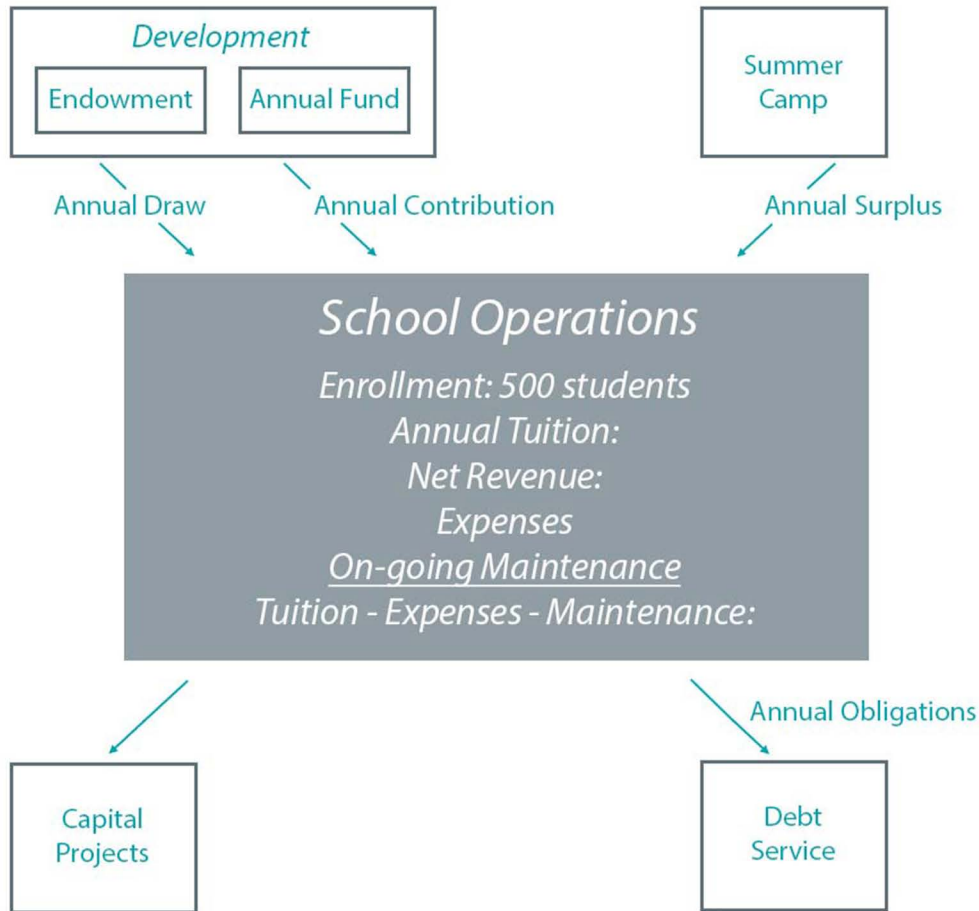 Development
Endowment
Annual Fund
Summer
Camp
Annual Draw
Annual Contribution
Annual Surplus
School Operations
Enrollment: 500 students
Annual Tuition:
Net Revenue:
Expenses
On-going Maintenance
Tuition - Expenses - Maintenance:
Annual Obligations
Capital
Projects
Debt
Service